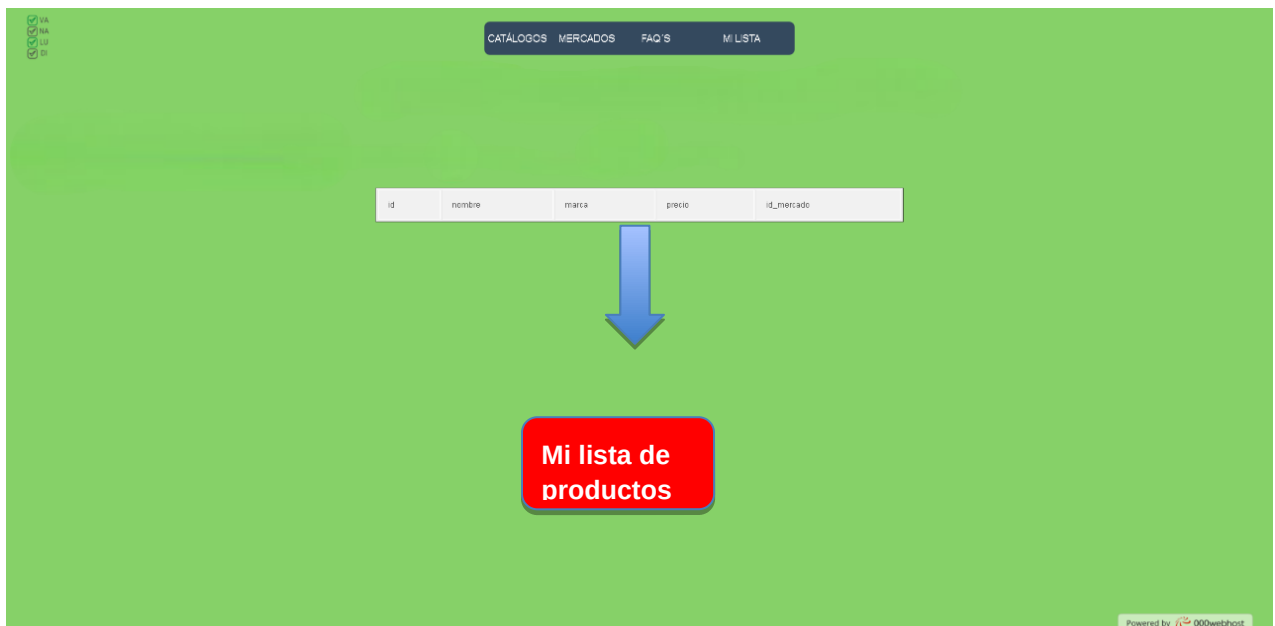 VA
NA
LU
DI
CATÁLOGOS MERCADOS FAQ´S MI LISTA
id nombre marca precio id_mercado
Mi lista de
productos
Powered by 000webhost